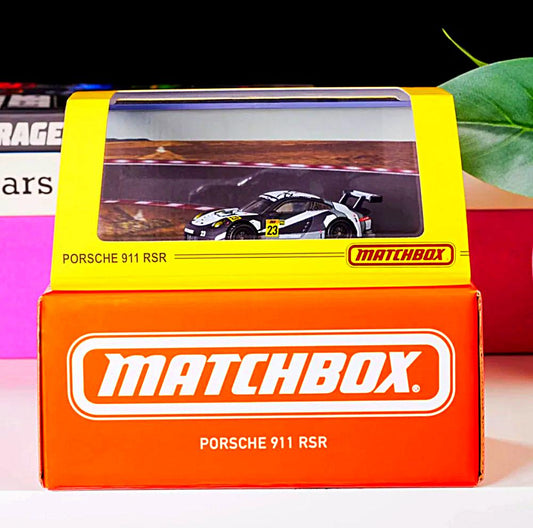 RAGE
ars
23
PORSCHE 911 RSR
MATCHBOX
MATCHBOX®
PORSCHE 911 RSR